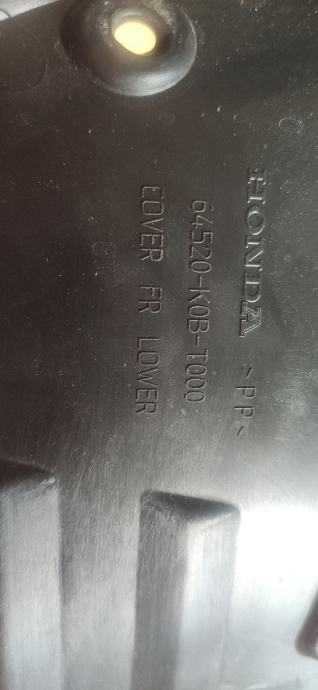 HONDA >PP<
64520-K0B-T000
COVER FR LOWER